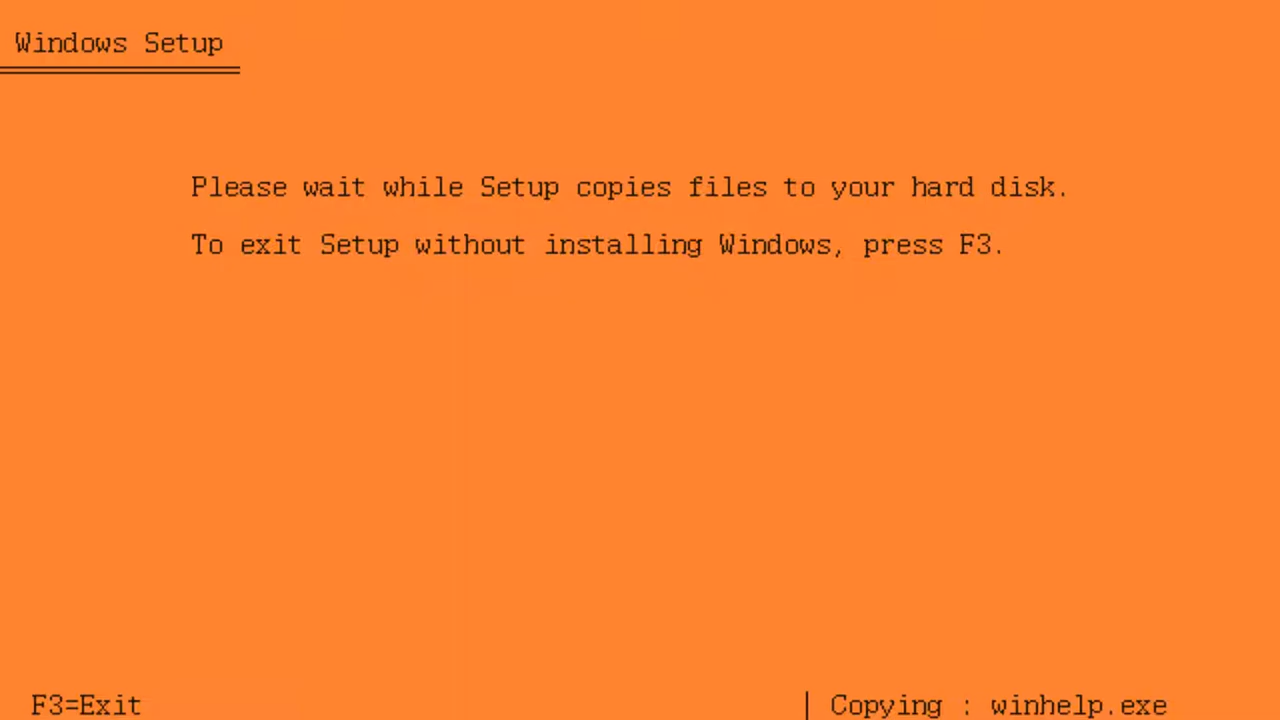 Windows Setup
Please wait while Setup copies files to your hard disk.
To exit Setup without installing Windows, press F3.
F3=Exit | Copying : winhelp.exe